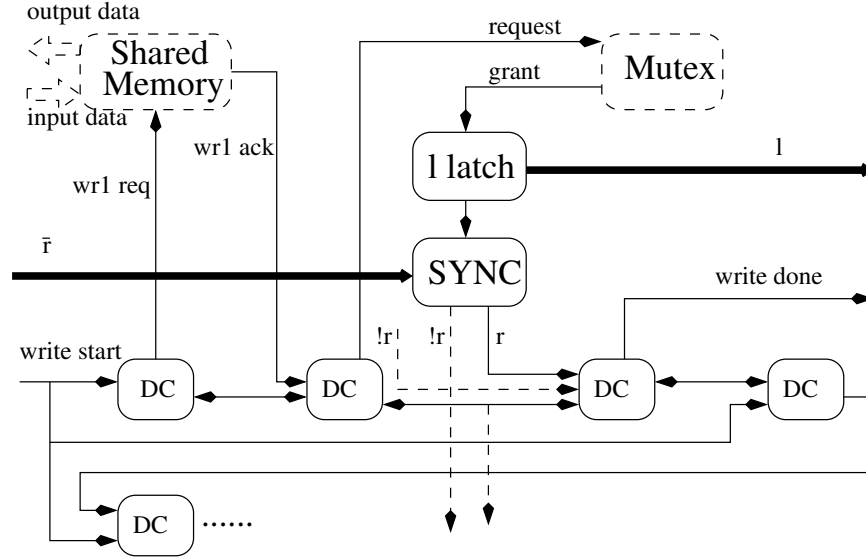 output data
request
Shared
Memory
Mutex
grant
input data
wr1 ack
l
l latch
wr1 req
r̄
SYNC
write done
!r
!r
r
write start
DC
DC
DC
DC
DC
......